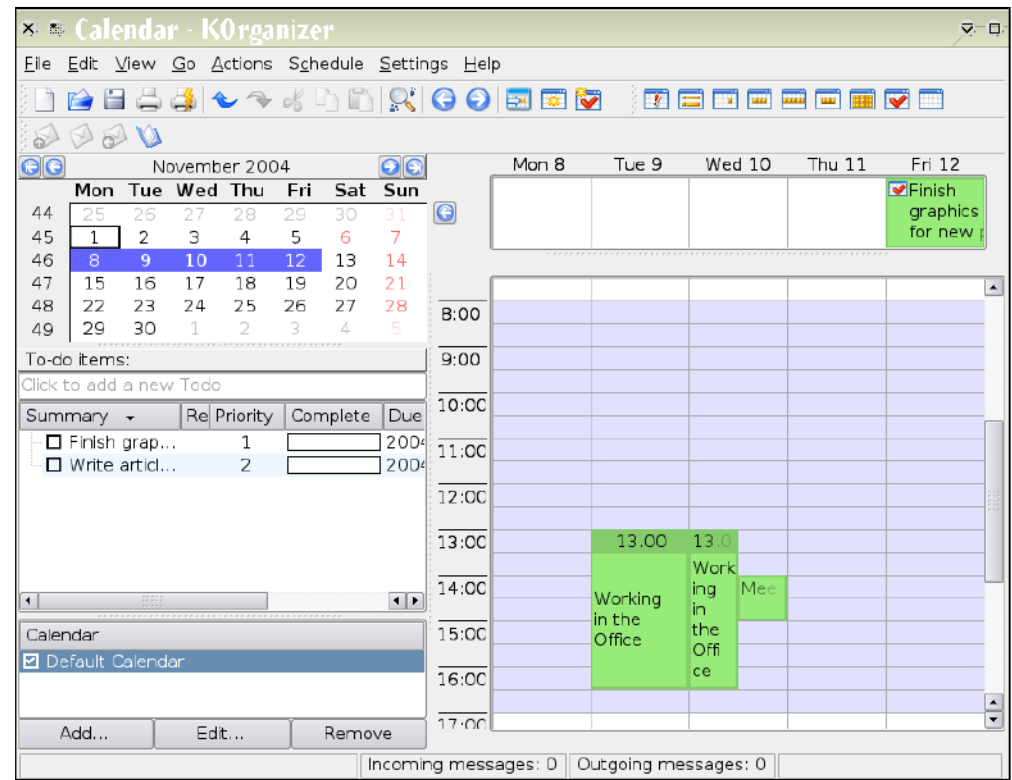 Calendar - KOrganizer
File Edit View Go Actions Schedule Settings Help
November 2004
Mon Tue Wed Thu Fri Sat Sun
44 25 26 27 28 29 30 31
45 1 2 3 4 5 6 7
46 8 9 10 11 12 13 14
47 15 16 17 18 19 20 21
48 22 23 24 25 26 27 28
49 29 30 1 2 3 4 5
To-do items:
Click to add a new Todo
Summary Re Priority Complete Due
Finish grap... 1 2004
Write articl... 2 2004
Calendar
Default Calendar
Add... Edit... Remove
Mon 8 Tue 9 Wed 10 Thu 11 Fri 12
Finish
graphics
for new
8:00
9:00
10:00
11:00
12:00
13:00
14:00
15:00
16:00
17:00
13.00
Working
in the
Office
13.0
Work
ing
in
the
Offi
ce
Mee
Incoming messages: 0 Outgoing messages: 0